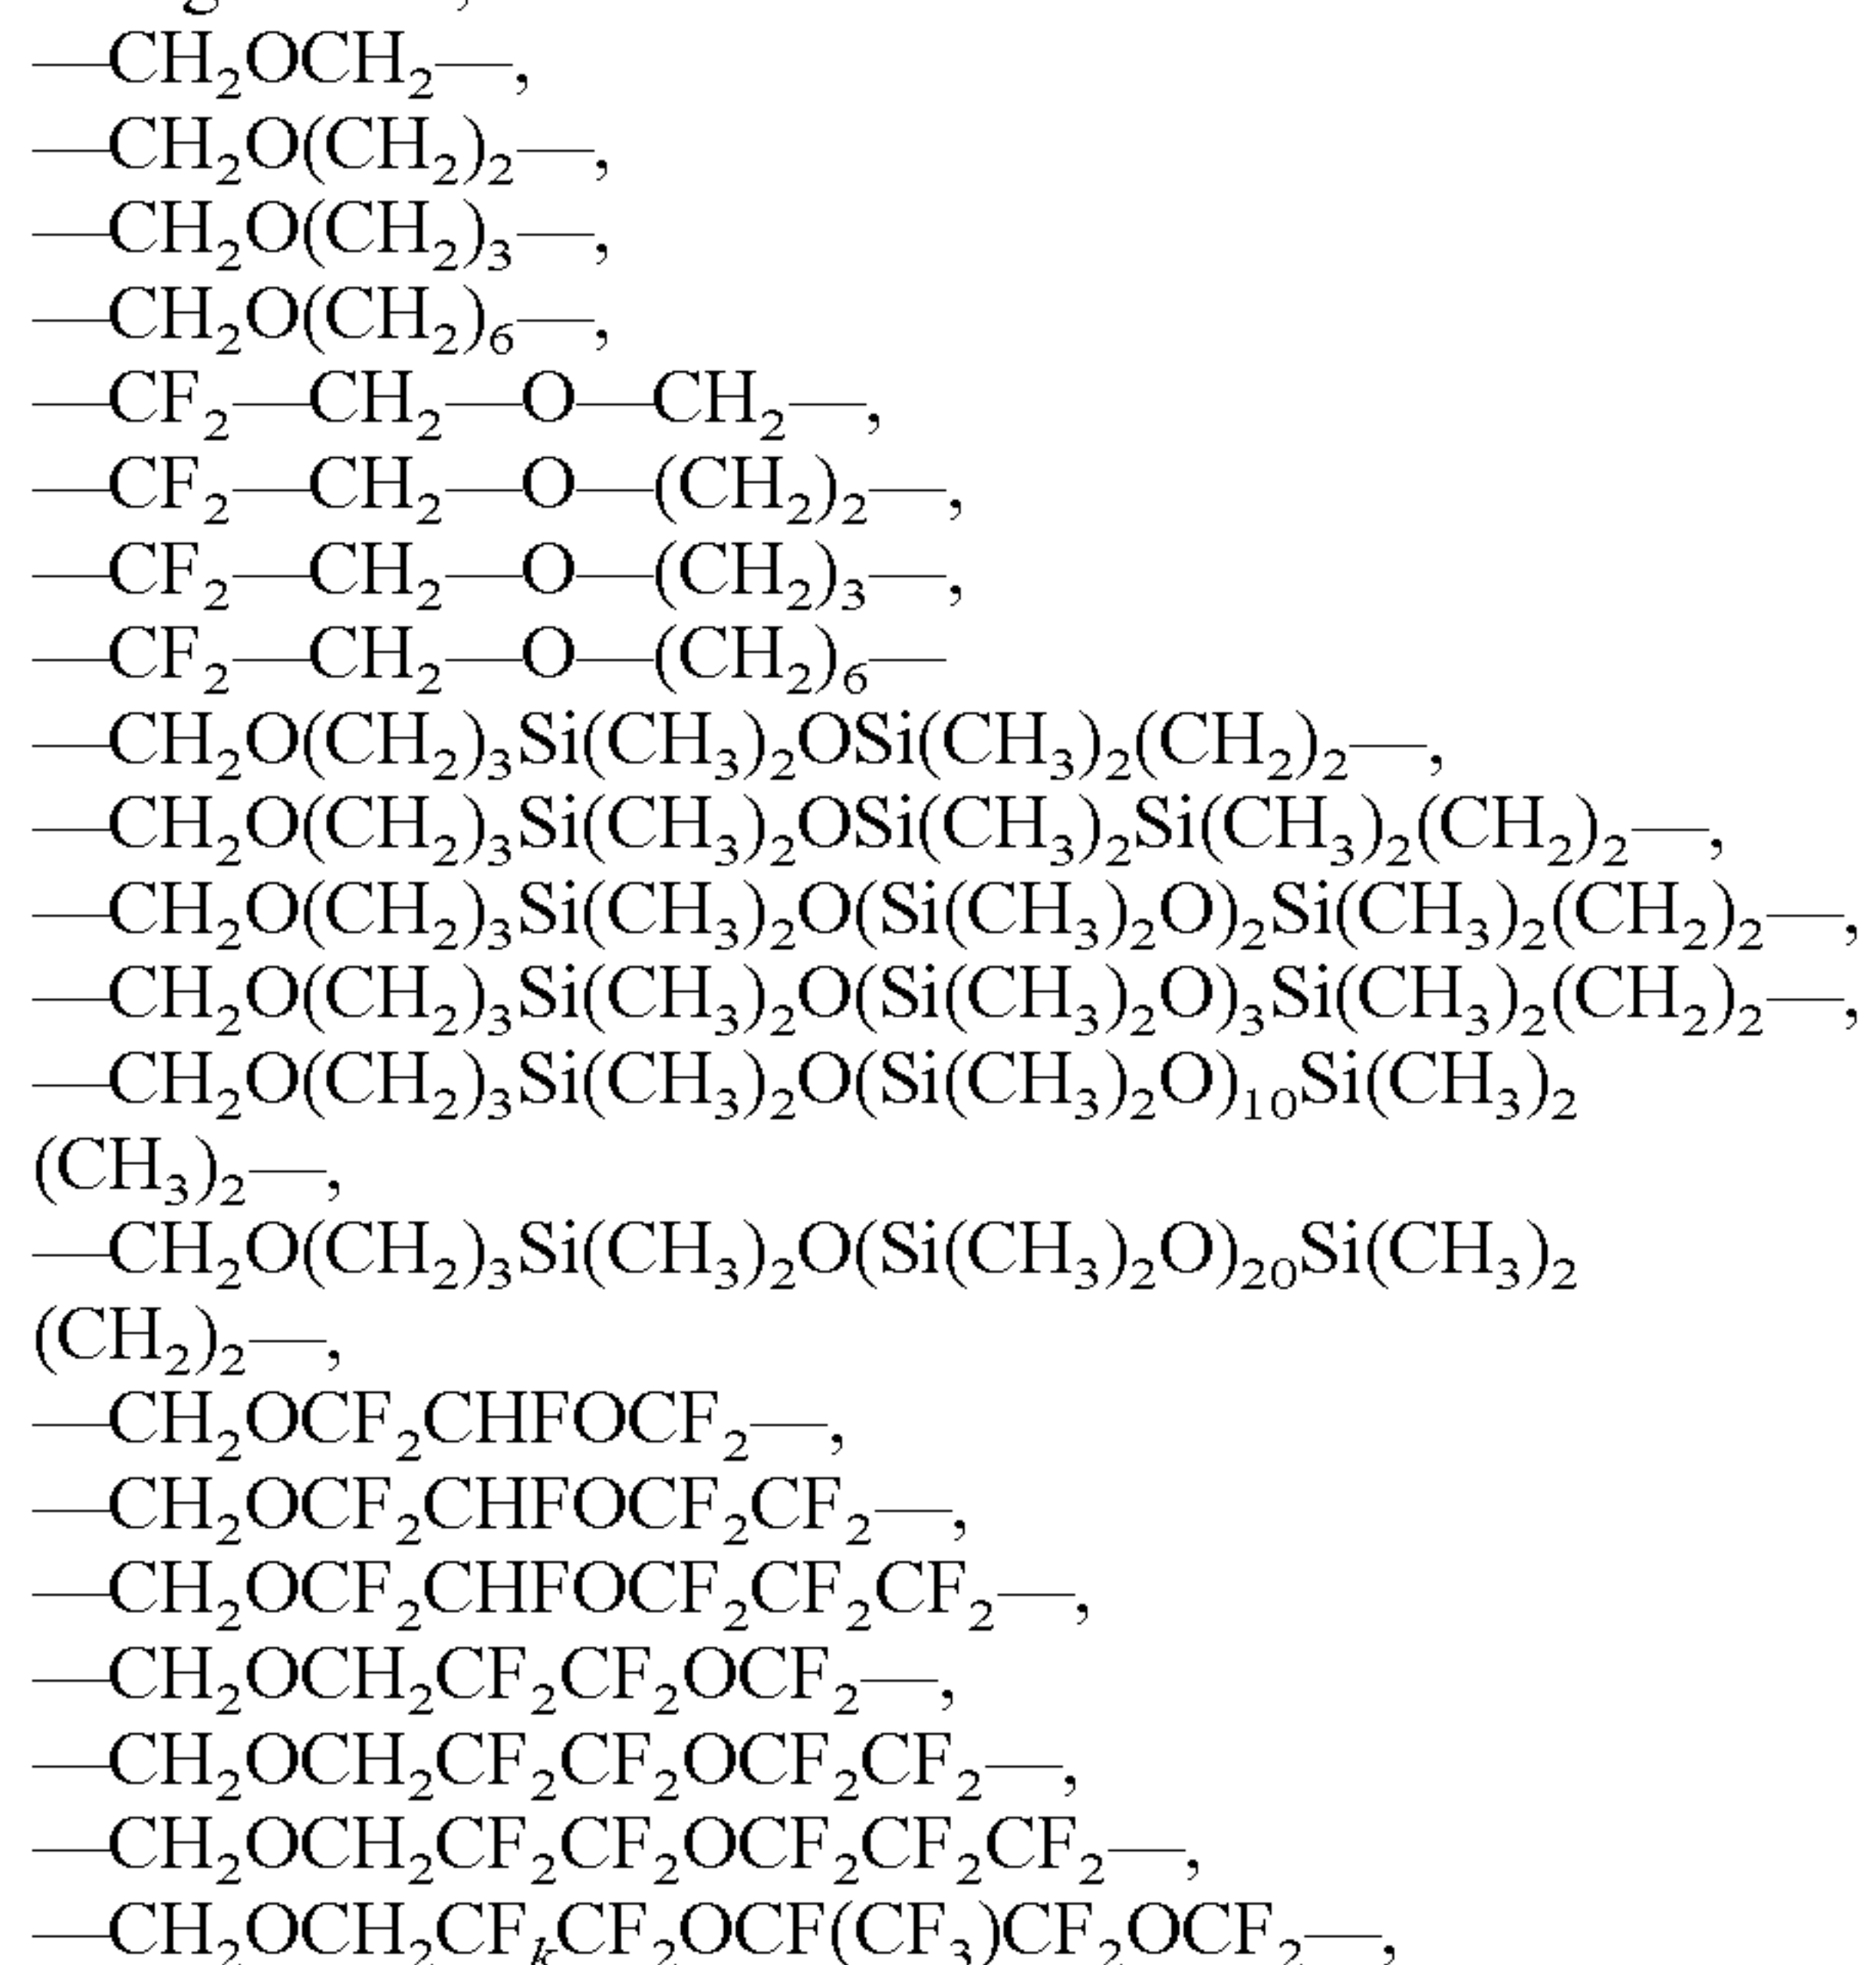 —CH₂OCH₂—,
—CH₂O(CH₂)₂—,
—CH₂O(CH₂)₃—,
—CH₂O(CH₂)₆—,
—CF₂—CH₂—O—CH₂—,
—CF₂—CH₂—O—(CH₂)₂—,
—CF₂—CH₂—O—(CH₂)₃—,
—CF₂—CH₂—O—(CH₂)₆—
—CH₂O(CH₂)₃Si(CH₃)₂OSi(CH₃)₂(CH₂)₂—,
—CH₂O(CH₂)₃Si(CH₃)₂OSi(CH₃)₂Si(CH₃)₂(CH₂)₂—,
—CH₂O(CH₂)₃Si(CH₃)₂O(Si(CH₃)₂O)₂Si(CH₃)₂(CH₂)₂—,
—CH₂O(CH₂)₃Si(CH₃)₂O(Si(CH₃)₂O)₃Si(CH₃)₂(CH₂)₂—,
—CH₂O(CH₂)₃Si(CH₃)₂O(Si(CH₃)₂O)₁₀Si(CH₃)₂
(CH₃)₂—,
—CH₂O(CH₂)₃Si(CH₃)₂O(Si(CH₃)₂O)₂₀Si(CH₃)₂
(CH₂)₂—,
—CH₂OCF₂CHFOCF₂—,
—CH₂OCF₂CHFOCF₂CF₂—,
—CH₂OCF₂CHFOCF₂CF₂CF₂—,
—CH₂OCH₂CF₂CF₂OCF₂—,
—CH₂OCH₂CF₂CF₂OCF₂CF₂—,
—CH₂OCH₂CF₂CF₂OCF₂CF₂CF₂—,
—CH₂OCH₂CFₖCF₂OCF(CF₃)CF₂OCF₂—,